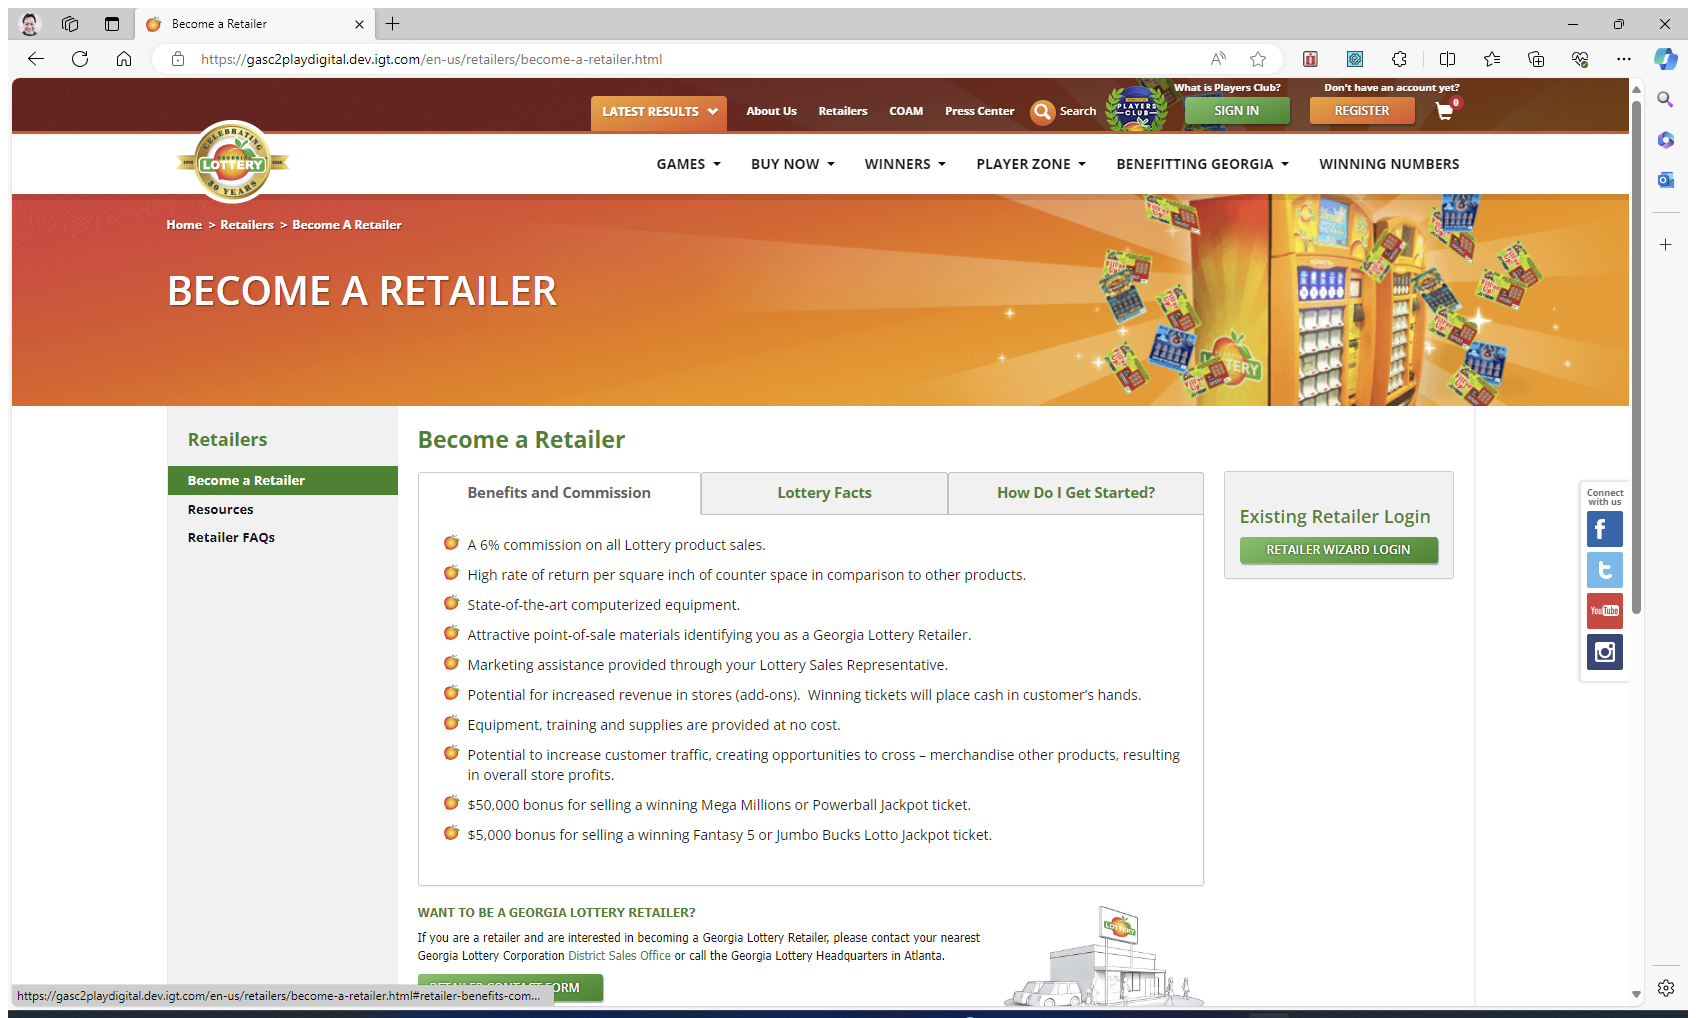 Become a Retailer
https://gasc2playdigital.dev.igt.com/en-us/retailers/become-a-retailer.html
What is Players Club?
Don't have an account yet?
LATEST RESULTS
About Us
Retailers
COAM
Press Center
Search
PLAYERS
CLUB
SIGN IN
REGISTER
0
CELEBRATING
GEORGIA
LOTTERY
30 YEARS
GAMES
BUY NOW
WINNERS
PLAYER ZONE
BENEFITTING GEORGIA
WINNING NUMBERS
Home > Retailers > Become A Retailer
BECOME A RETAILER
LOTTERY
Retailers
Become a Retailer
Resources
Retailer FAQs
Become a Retailer
Benefits and Commission
Lottery Facts
How Do I Get Started?
A 6% commission on all Lottery product sales.
High rate of return per square inch of counter space in comparison to other products.
State-of-the-art computerized equipment.
Attractive point-of-sale materials identifying you as a Georgia Lottery Retailer.
Marketing assistance provided through your Lottery Sales Representative.
Potential for increased revenue in stores (add-ons).  Winning tickets will place cash in customer’s hands.
Equipment, training and supplies are provided at no cost.
Potential to increase customer traffic, creating opportunities to cross – merchandise other products, resulting
in overall store profits.
$50,000 bonus for selling a winning Mega Millions or Powerball Jackpot ticket.
$5,000 bonus for selling a winning Fantasy 5 or Jumbo Bucks Lotto Jackpot ticket.
Existing Retailer Login
RETAILER WIZARD LOGIN
Connect
with us
You Tube
WANT TO BE A GEORGIA LOTTERY RETAILER?
If you are a retailer and are interested in becoming a Georgia Lottery Retailer, please contact your nearest
Georgia Lottery Corporation District Sales Office or call the Georgia Lottery Headquarters in Atlanta.
LOTTERY
RETAILER CONTACT FORM
https://gasc2playdigital.dev.igt.com/en-us/retailers/become-a-retailer.html#retailer-benefits-com...